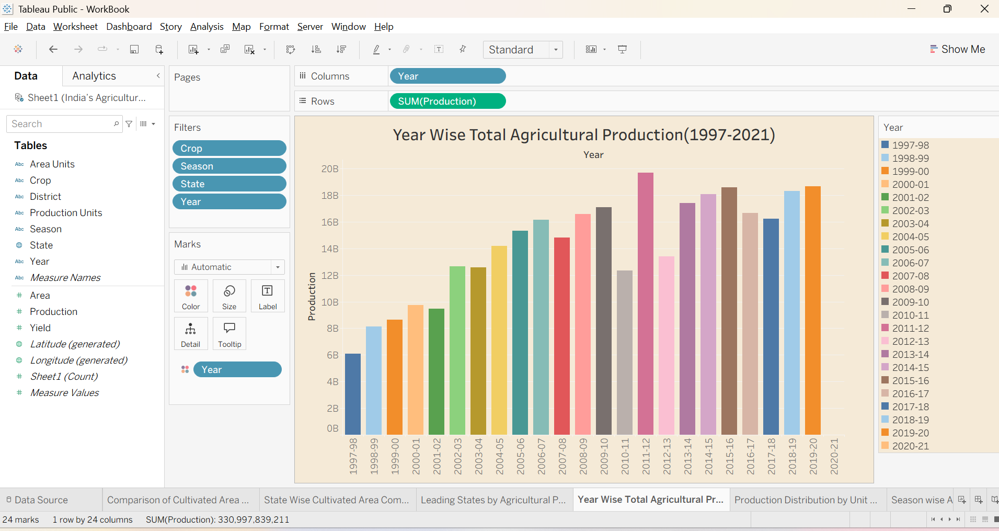 Tableau Public - WorkBook
File Data Worksheet Dashboard Story Analysis Map Format Server Window Help
Standard
Show Me
Data
Analytics
Sheet1 (India's Agricultur...
Search
Tables
Abc Area Units
Abc Crop
Abc District
Abc Production Units
Abc Season
State
Abc Year
Abc Measure Names
# Area
# Production
# Yield
Latitude (generated)
Longitude (generated)
# Sheet1 (Count)
# Measure Values
Pages
Filters
Crop
Season
State
Year
Marks
Automatic
Color
Size
Label
Detail
Tooltip
Year
Columns
Year
Rows
SUM(Production)
Year Wise Total Agricultural Production(1997-2021)
Year
Production
20B
18B
16B
14B
12B
10B
8B
6B
4B
2B
0B
1997-98
1998-99
1999-00
2000-01
2001-02
2002-03
2003-04
2004-05
2005-06
2006-07
2007-08
2008-09
2009-10
2010-11
2011-12
2012-13
2013-14
2014-15
2015-16
2016-17
2017-18
2018-19
2019-20
2020-21
Year
1997-98
1998-99
1999-00
2000-01
2001-02
2002-03
2003-04
2004-05
2005-06
2006-07
2007-08
2008-09
2009-10
2010-11
2011-12
2012-13
2013-14
2014-15
2015-16
2016-17
2017-18
2018-19
2019-20
2020-21
Data Source
Comparison of Cultivated Area ...
State Wise Cultivated Area Com...
Leading States by Agricultural P...
Year Wise Total Agricultural Pr...
Production Distribution by Unit ...
Season wise A
24 marks
1 row by 24 columns
SUM(Production): 330,997,839,211